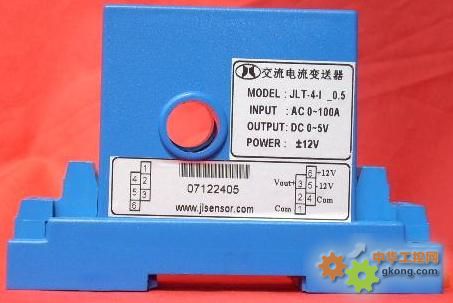 交流电流变送器
MODEL : JLT-4-I _0.5
INPUT : AC 0~100A
OUTPUT: DC 0~5V
POWER : ±12V
1
4 2
5 3
6
07122405
www.jlsensor.com
6 +12V
Vout+ 3 5 -12V
2 4 Com
Com 1
中华工控网
gkong.com